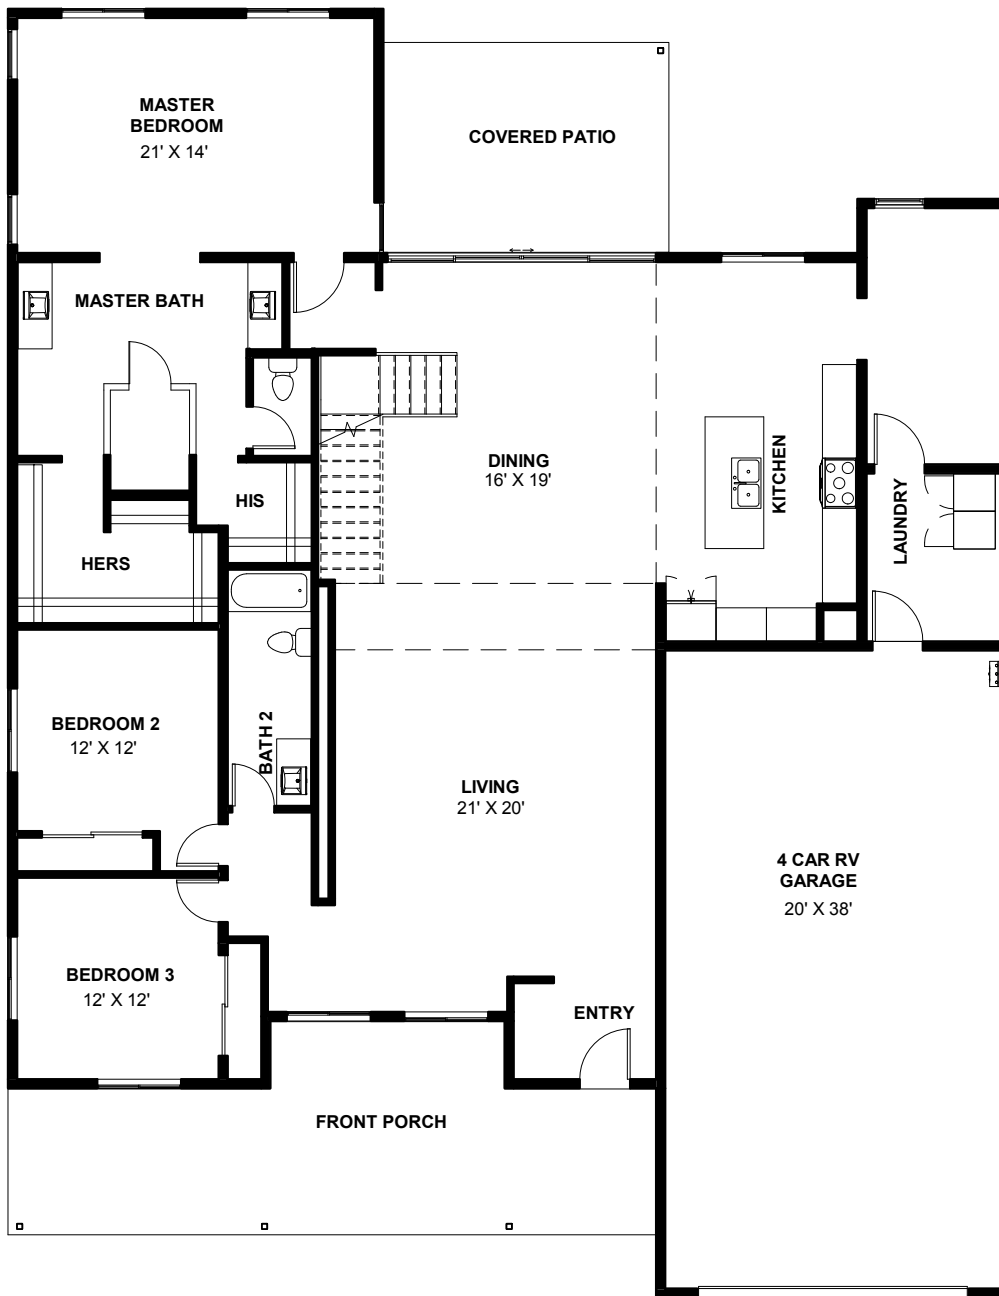 MASTER
BEDROOM
21' X 14'
COVERED PATIO
MASTER BATH
DINING
16' X 19'
KITCHEN
HIS
HERS
LAUNDRY
BEDROOM 2
12' X 12'
BATH 2
LIVING
21' X 20'
4 CAR RV
GARAGE
20' X 38'
BEDROOM 3
12' X 12'
ENTRY
FRONT PORCH